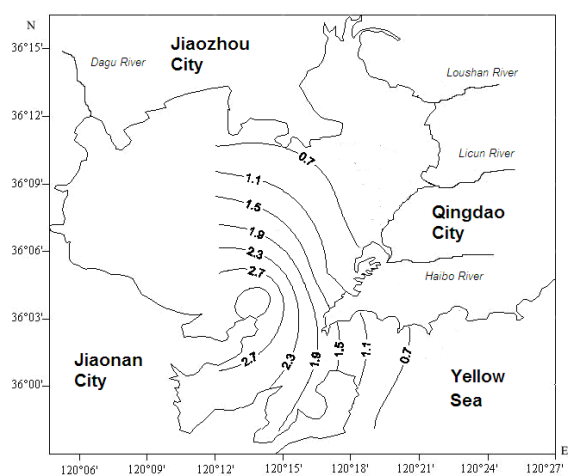 N
36°15'
Jiaozhou
City
Dagu River
Loushan River
36°12'
0.7
Licun River
36°09'
1.1
1.5
Qingdao
City
1.9
36°06'
2.3
2.7
Haibo River
36°03'
2.7
2.3
1.9
1.5
1.1
0.7
Jiaonan
City
36°00'
Yellow
Sea
E
120°06' 120°09' 120°12' 120°15' 120°18' 120°21' 120°24' 120°27'